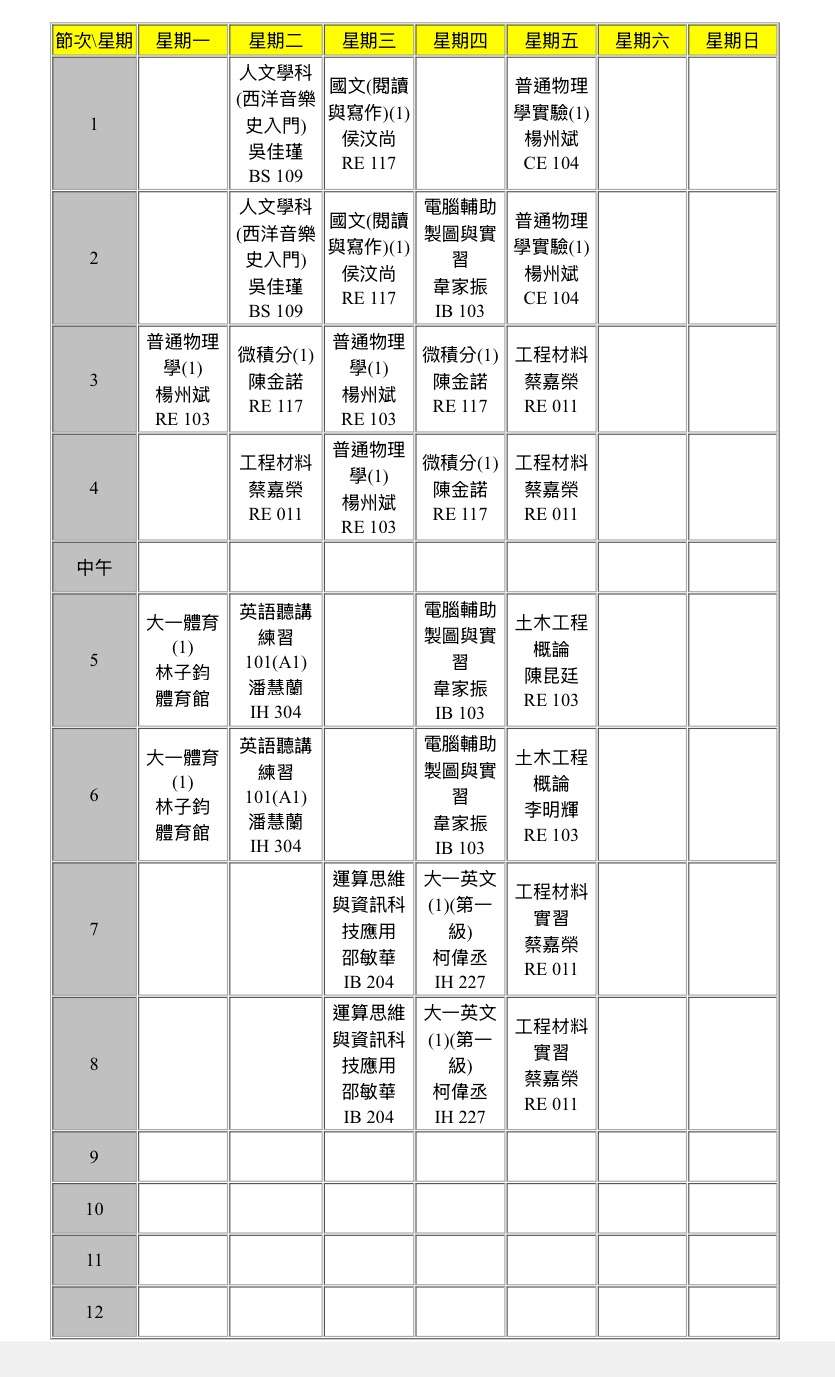 節次\星期 星期一 星期二 星期三 星期四 星期五 星期六 星期日
1
人文學科
(西洋音樂
史入門)
吳佳瑾
BS 109
國文(閱讀
與寫作)(1)
侯汶尚
RE 117
普通物理
學實驗(1)
楊州斌
CE 104
2
人文學科
(西洋音樂
史入門)
吳佳瑾
BS 109
國文(閱讀
與寫作)(1)
侯汶尚
RE 117
電腦輔助
製圖與實
習
韋家振
IB 103
普通物理
學實驗(1)
楊州斌
CE 104
3
普通物理
學(1)
楊州斌
RE 103
微積分(1)
陳金諾
RE 117
普通物理
學(1)
楊州斌
RE 103
微積分(1)
陳金諾
RE 117
工程材料
蔡嘉榮
RE 011
4
工程材料
蔡嘉榮
RE 011
普通物理
學(1)
楊州斌
RE 103
微積分(1)
陳金諾
RE 117
工程材料
蔡嘉榮
RE 011
中午
5
大一體育
(1)
林子鈞
體育館
英語聽講
練習
101(A1)
潘慧蘭
IH 304
電腦輔助
製圖與實
習
韋家振
IB 103
土木工程
概論
陳昆廷
RE 103
6
大一體育
(1)
林子鈞
體育館
英語聽講
練習
101(A1)
潘慧蘭
IH 304
電腦輔助
製圖與實
習
韋家振
IB 103
土木工程
概論
李明輝
RE 103
7
運算思維
與資訊科
技應用
邵敏華
IB 204
大一英文
(1)(第一
級)
柯偉丞
IH 227
工程材料
實習
蔡嘉榮
RE 011
8
運算思維
與資訊科
技應用
邵敏華
IB 204
大一英文
(1)(第一
級)
柯偉丞
IH 227
工程材料
實習
蔡嘉榮
RE 011
9
10
11
12